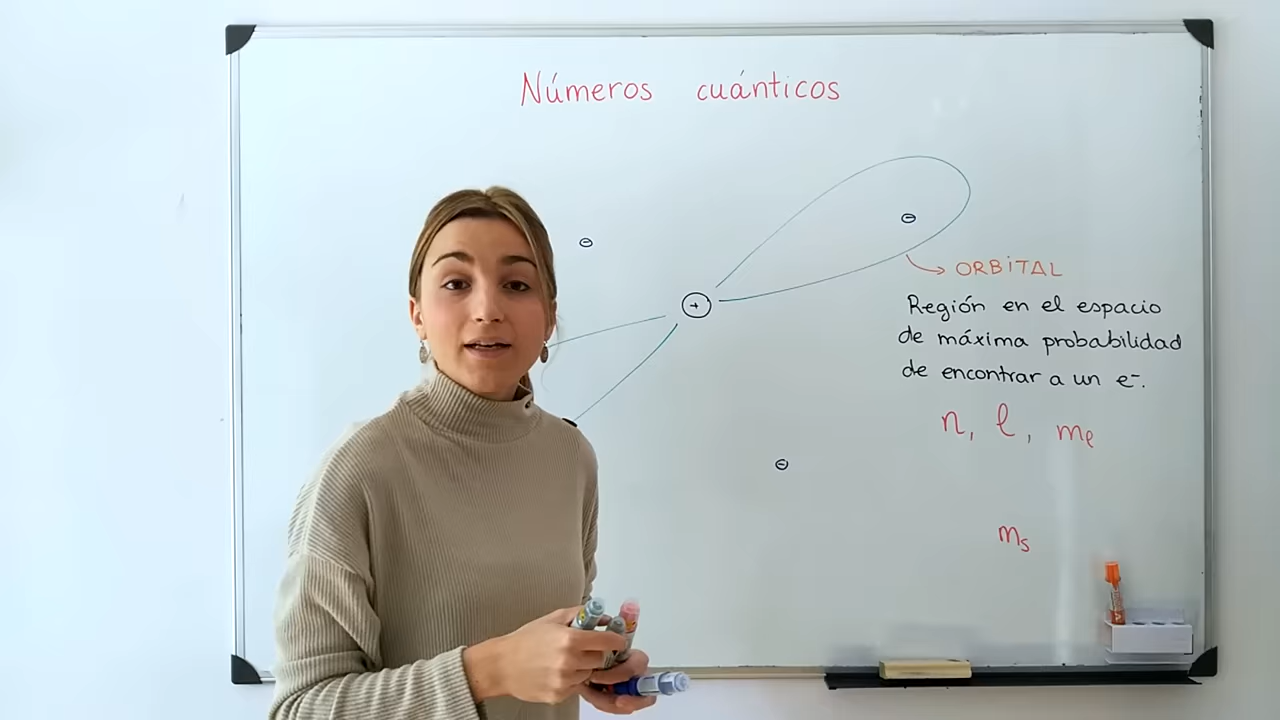 Números cuánticos
ORBITAL
Región en el espacio
de máxima probabilidad
de encontrar a un e⁻.
n, l, mₗ
mₛ